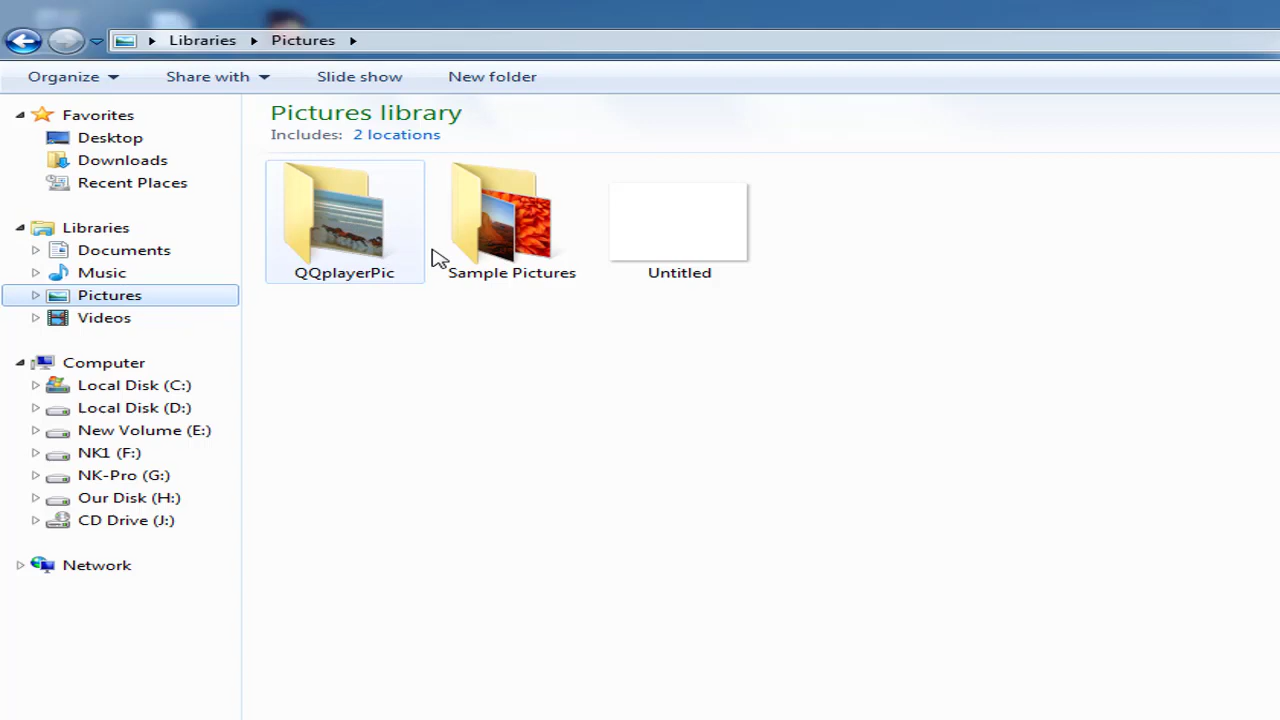 Libraries Pictures
Organize Share with Slide show New folder
Favorites
Desktop
Downloads
Recent Places
Libraries
Documents
Music
Pictures
Videos
Computer
Local Disk (C:)
Local Disk (D:)
New Volume (E:)
NK1 (F:)
NK-Pro (G:)
Our Disk (H:)
CD Drive (J:)
Network
Pictures library
Includes: 2 locations
QQplayerPic Sample Pictures Untitled